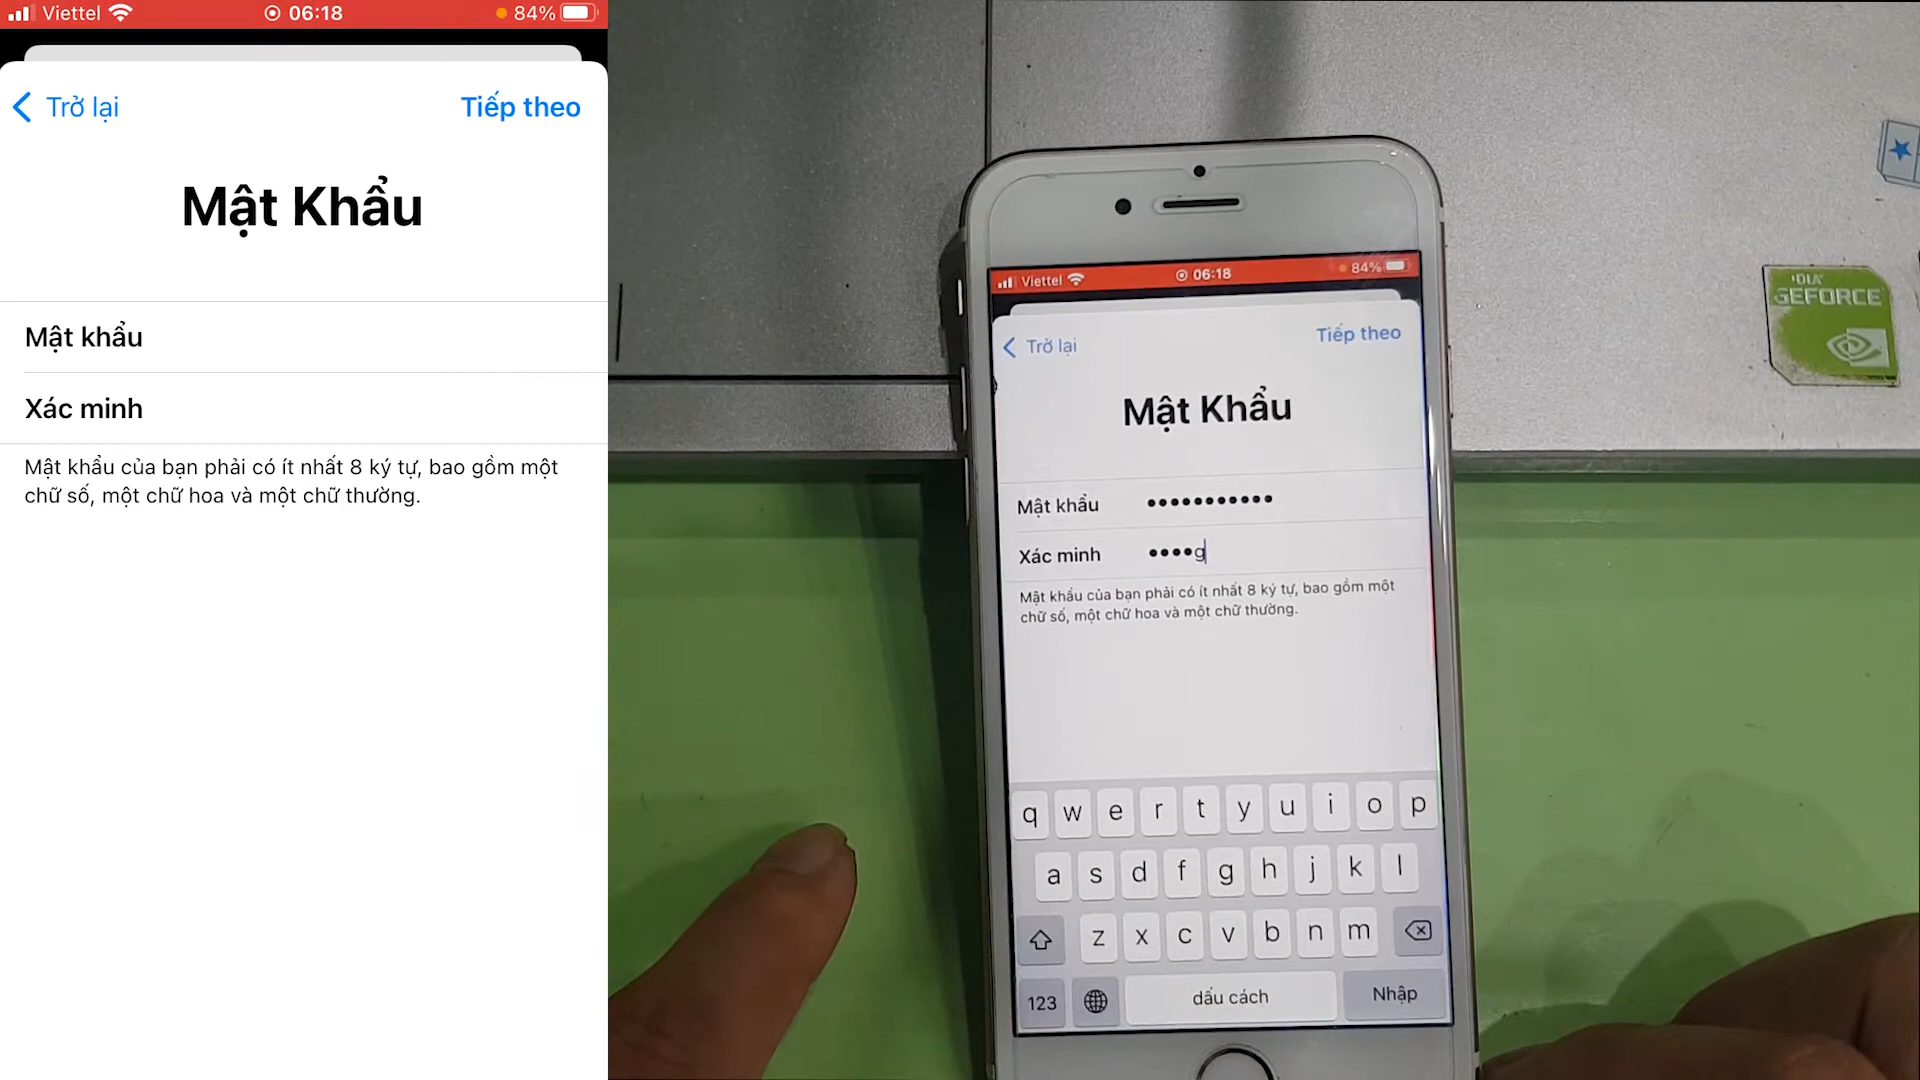 Viettel 06:18 84%
Trở lại Tiếp theo
Mật Khẩu
Mật khẩu
Xác minh
Mật khẩu của bạn phải có ít nhất 8 ký tự, bao gồm một
chữ số, một chữ hoa và một chữ thường.
Viettel 06:18 84%
Trở lại Tiếp theo
Mật Khẩu
Mật khẩu •••••••••••
Xác minh ••••g
Mật khẩu của bạn phải có ít nhất 8 ký tự, bao gồm một
chữ số, một chữ hoa và một chữ thường.
q w e r t y u i o p
a s d f g h j k l
z x c v b n m
123 dấu cách Nhập
GEFORCE